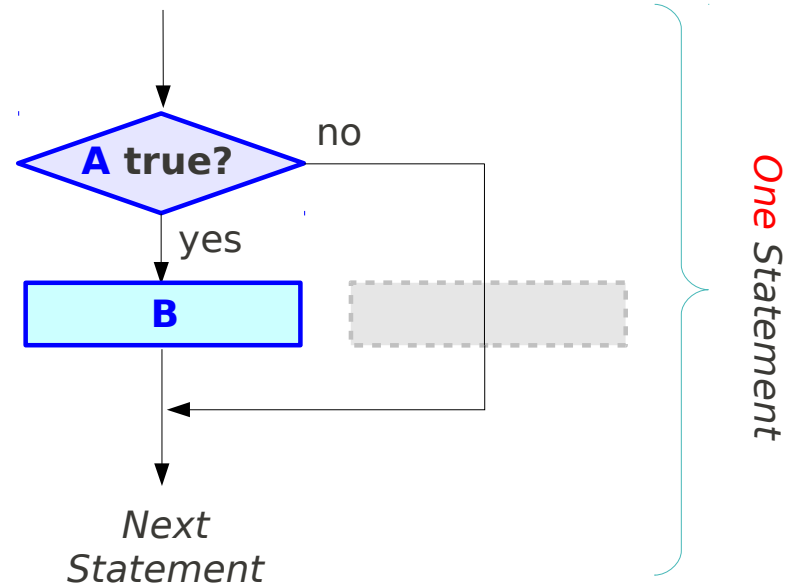 no
A true?
yes
B
Next
Statement
One Statement